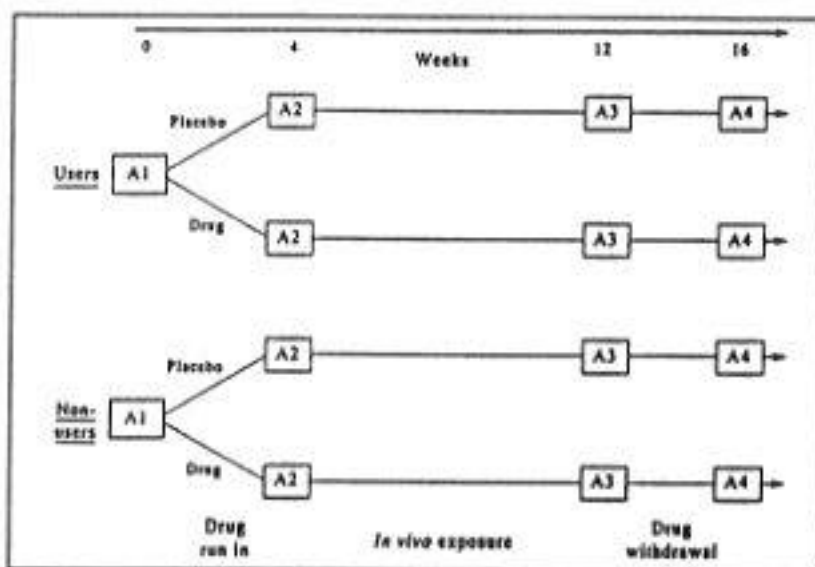 0 4 12 16
Weeks
A2 A3 A4
Placebo
Users A1
Drug
A2 A3 A4
A2 A3 A4
Placebo
Non-
users
A1
Drug
A2 A3 A4
Drug
run in
In vivo exposure
Drug
withdrawal